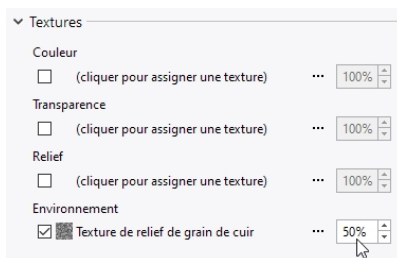 Textures
Couleur
(cliquer pour assigner une texture) ... 100%
Transparence
(cliquer pour assigner une texture) ... 100%
Relief
(cliquer pour assigner une texture) ... 100%
Environnement
Texture de relief de grain de cuir ... 50%